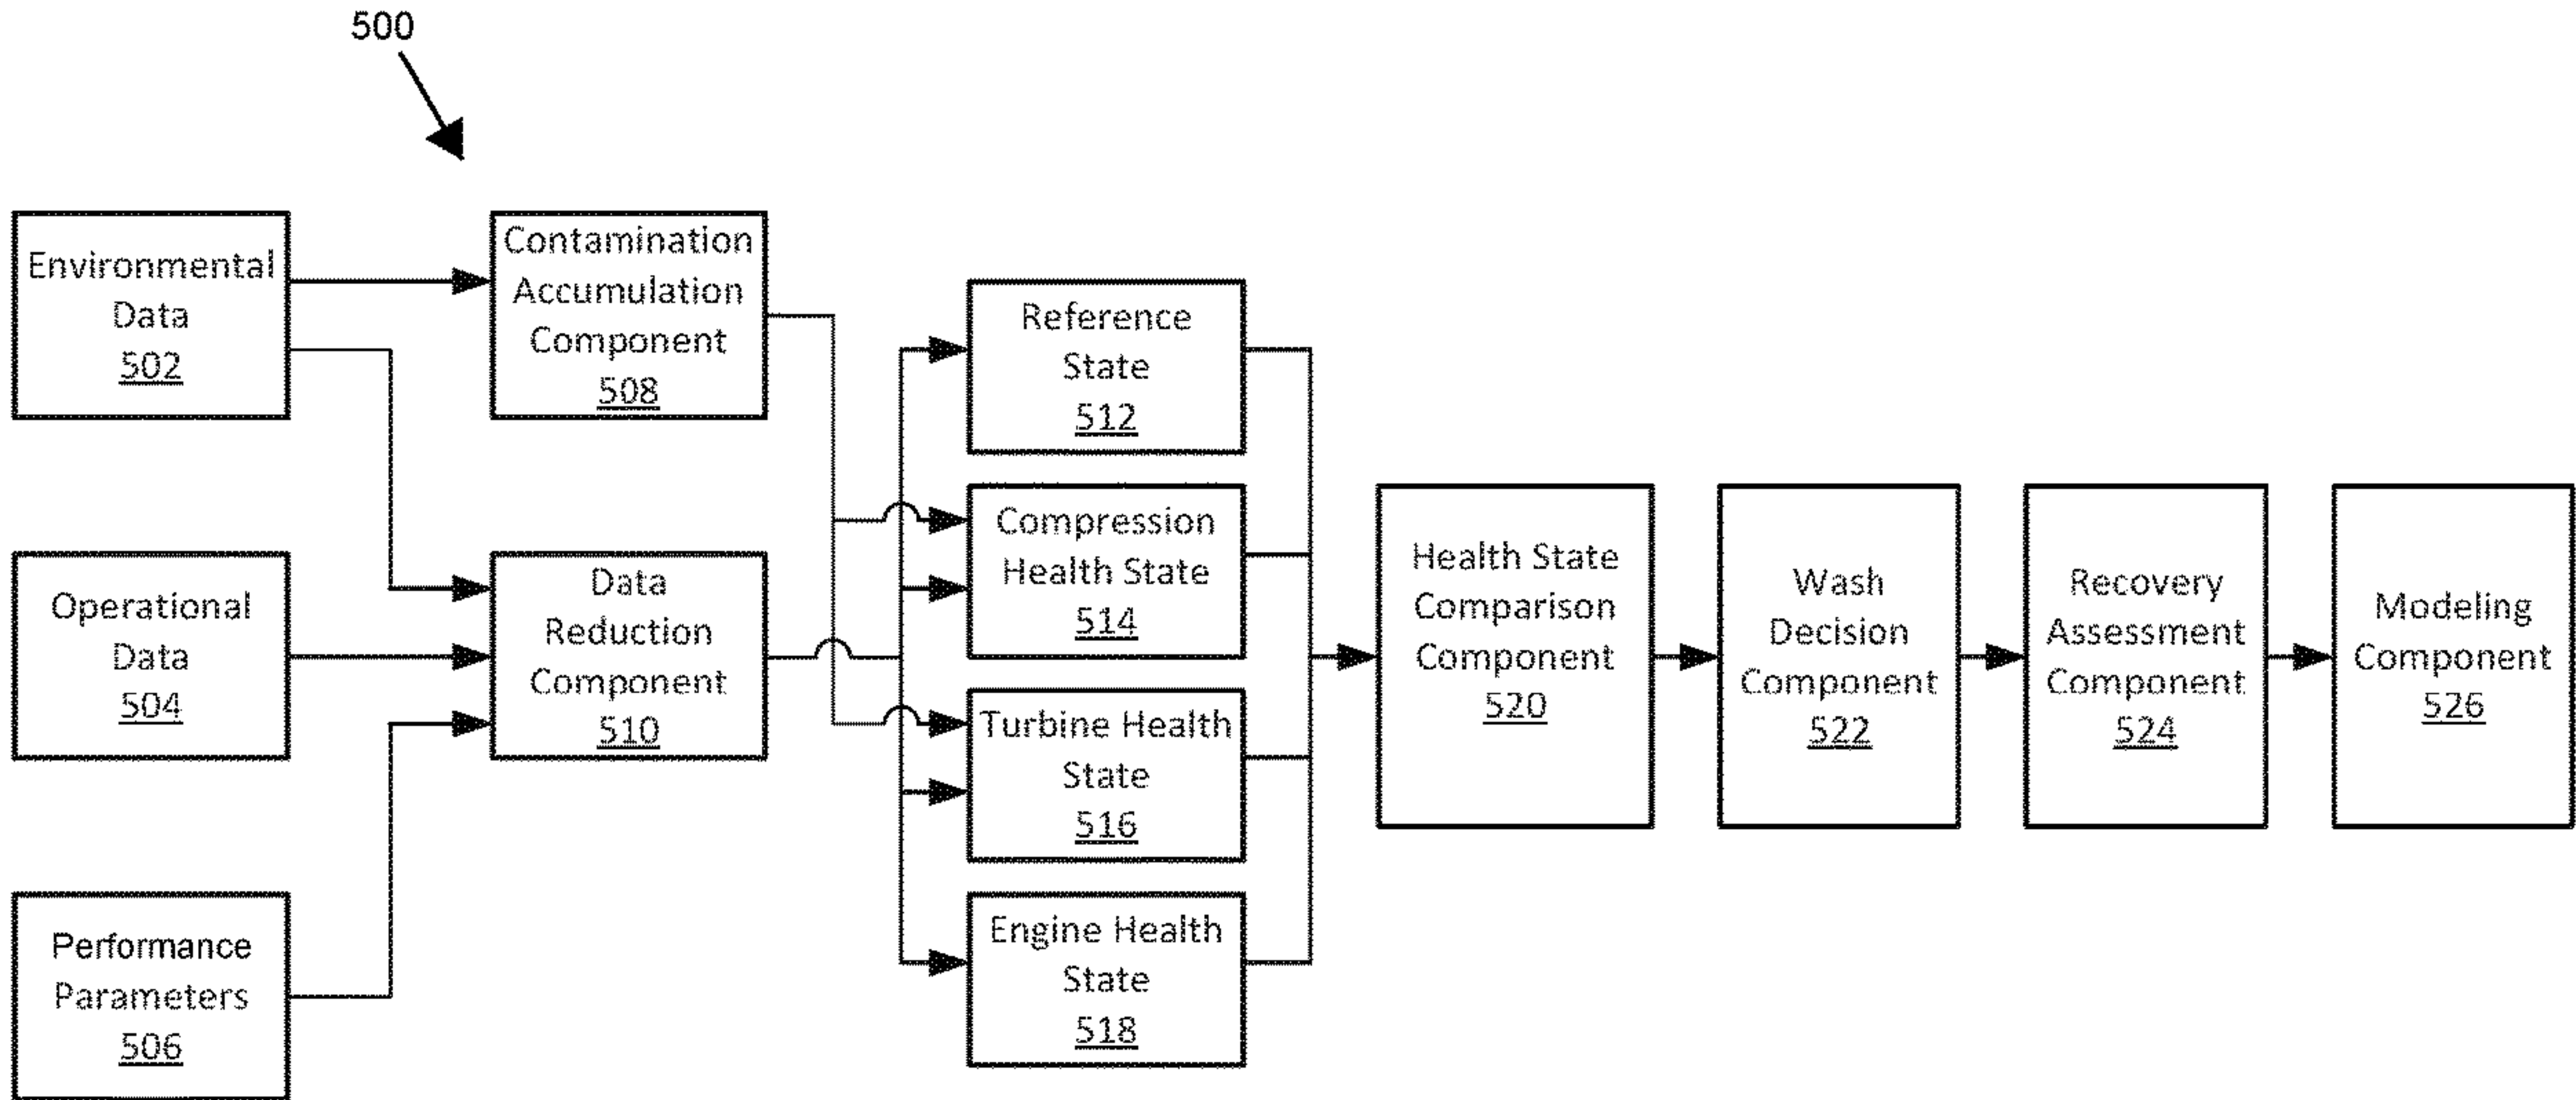 500
Environmental
Data
502
Contamination
Accumulation
Component
508
Operational
Data
504
Data
Reduction
Component
510
Performance
Parameters
506
Reference
State
512
Compression
Health State
514
Turbine Health
State
516
Engine Health
State
518
Health State
Comparison
Component
520
Wash
Decision
Component
522
Recovery
Assessment
Component
524
Modeling
Component
526